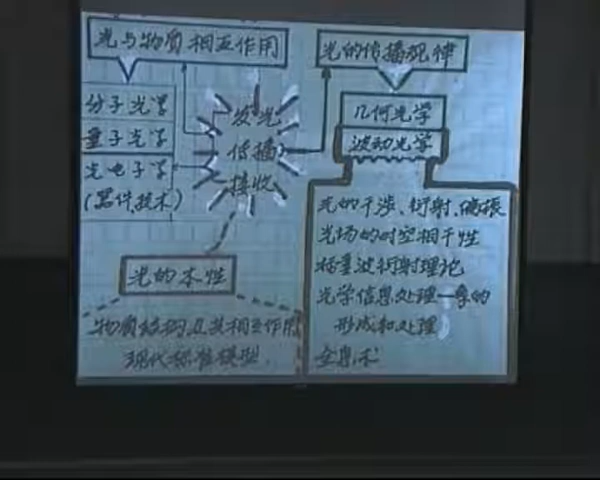 光与物质相互作用
光的传播规律
分子光学
量子光学
光电子学
(器件技术)
发光
传播
接收
几何光学
波动光学
光的干涉、衍射、偏振
光场的时空相干性
标量波衍射理论
光学信息处理—像的
形成和处理
全息术
光的本性
物质结构及其相互作用
现代标准模型